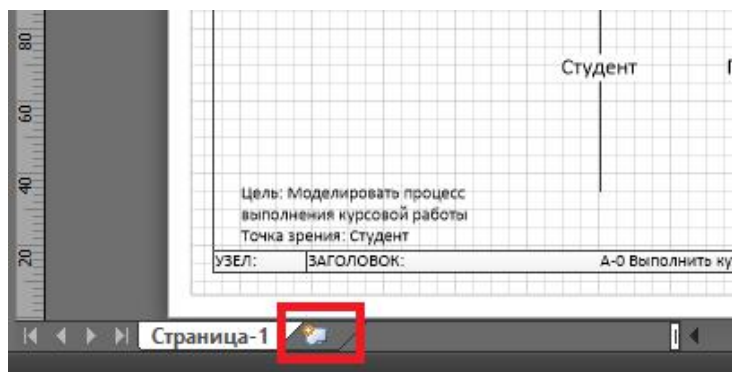 80
60
40
20
Студент
Цель: Моделировать процесс
выполнения курсовой работы
Точка зрения: Студент
УЗЕЛ: ЗАГОЛОВОК: А-0 Выполнить ку
Страница-1